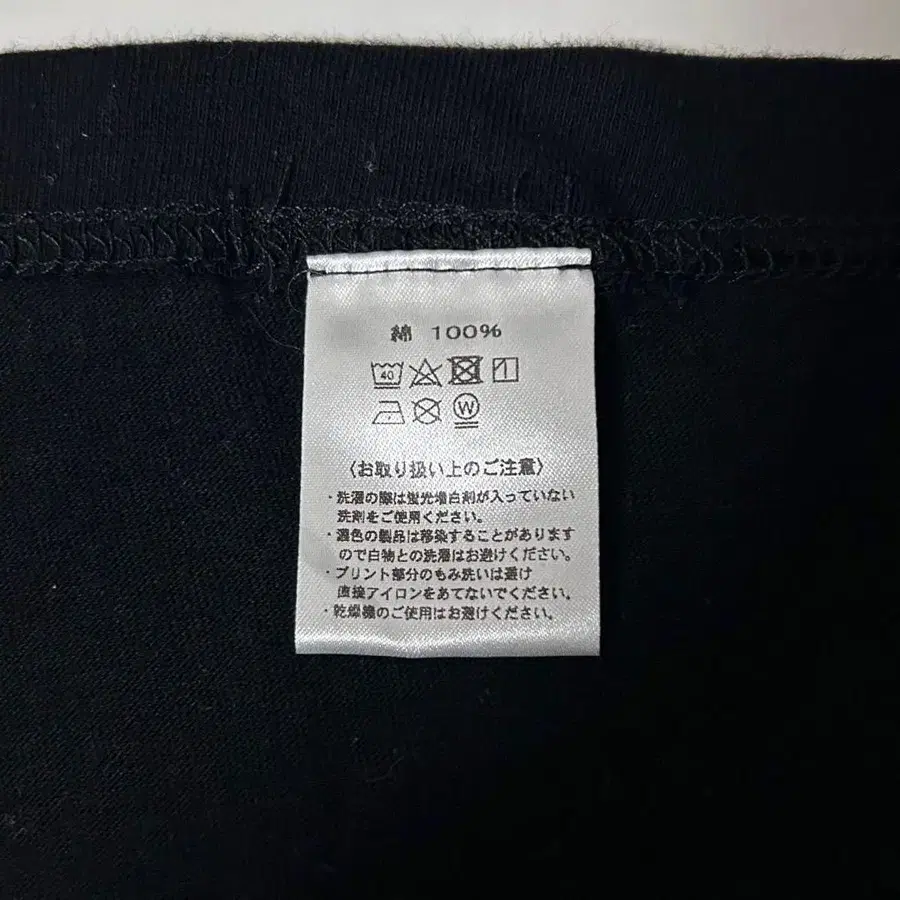 綿 100%
40
W
〈お取り扱い上のご注意〉
・洗濯の際は蛍光増白剤が入っていない
洗剤をご使用ください。
・濃色の製品は移染することがあります
ので白物との洗濯はお避けください。
・プリント部分のもみ洗いは避け
直接アイロンをあてないでください。
・乾燥機のご使用はお避けください。